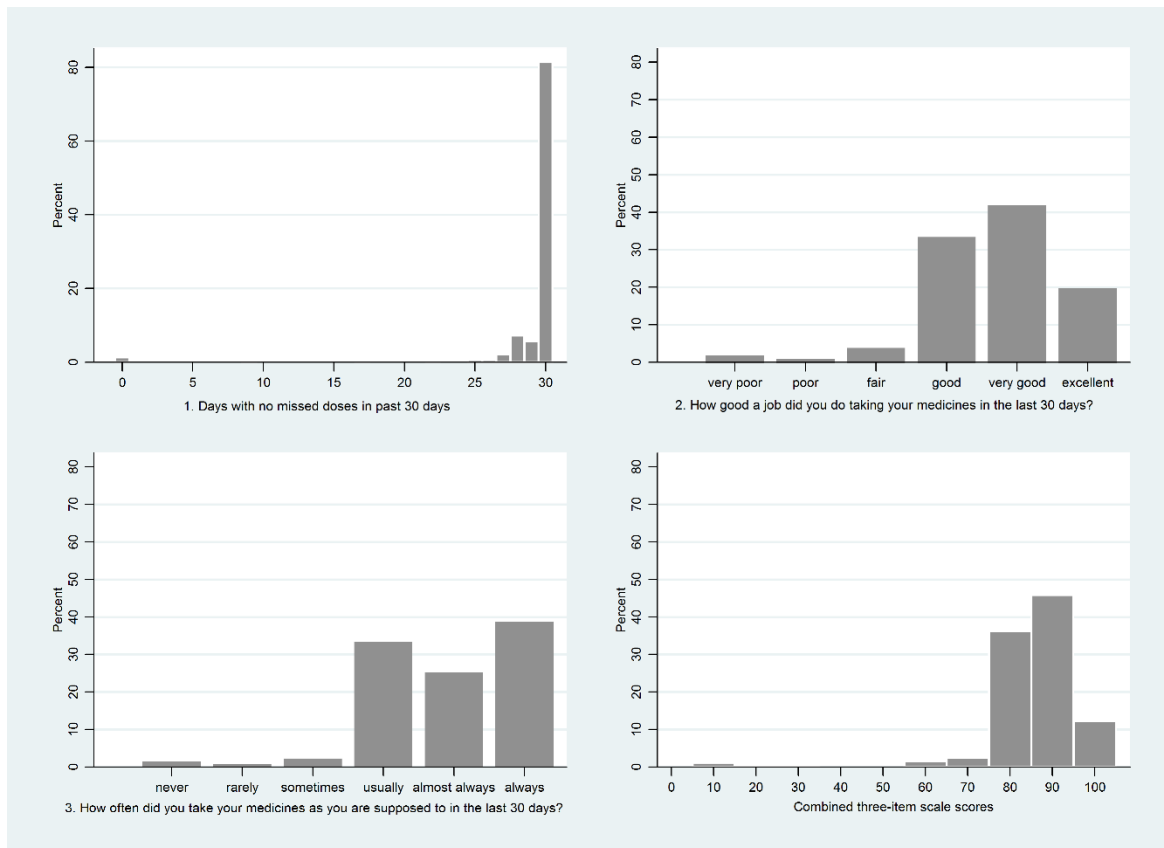 Percent
80
60
40
20
0
0 5 10 15 20 25 30
1. Days with no missed doses in past 30 days
Percent
80
70
60
50
40
30
20
10
0
very poor poor fair good very good excellent
2. How good a job did you do taking your medicines in the last 30 days?
Percent
80
70
60
50
40
30
20
10
0
never rarely sometimes usually almost always always
3. How often did you take your medicines as you are supposed to in the last 30 days?
Percent
80
70
60
50
40
30
20
10
0
0 10 20 30 40 50 60 70 80 90 100
Combined three-item scale scores